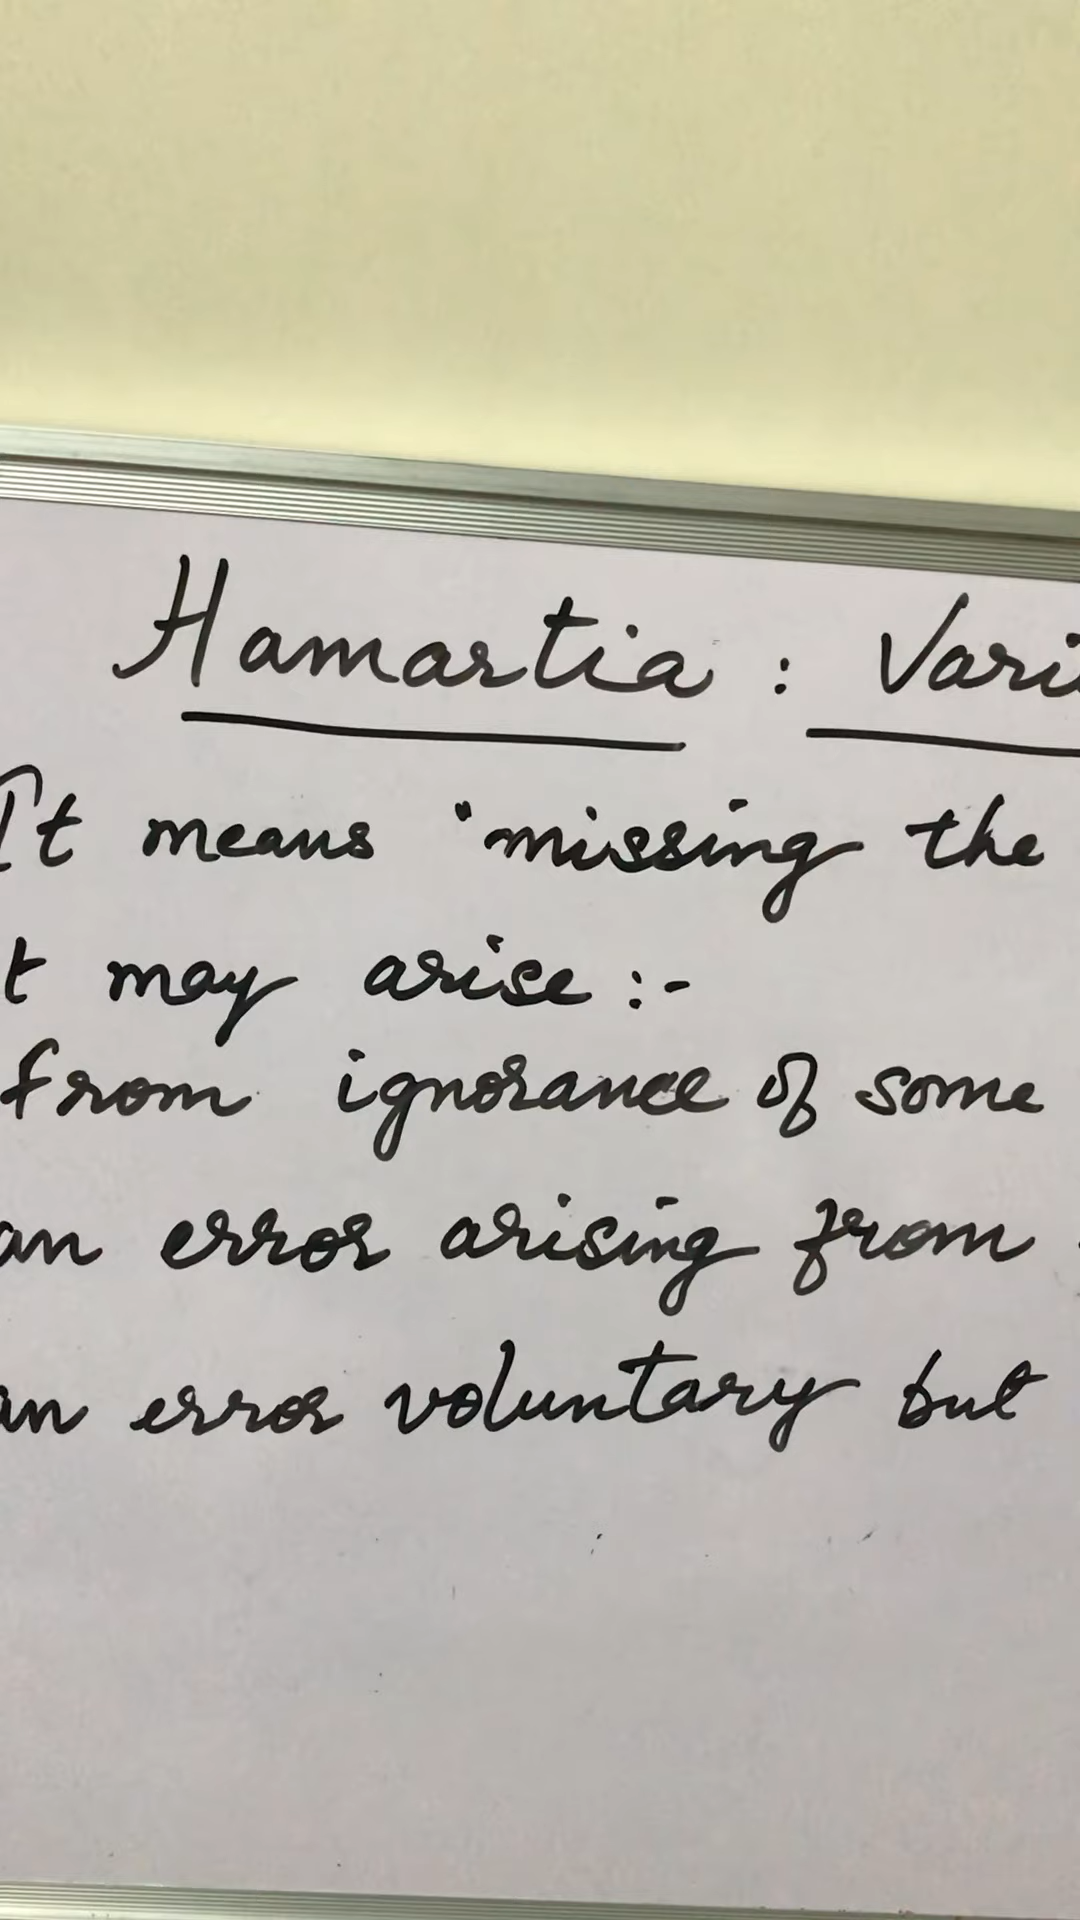 Hamartia : Vari
It means "missing the
t may arise :-
from ignorance of some
an error arising from
an error voluntary but